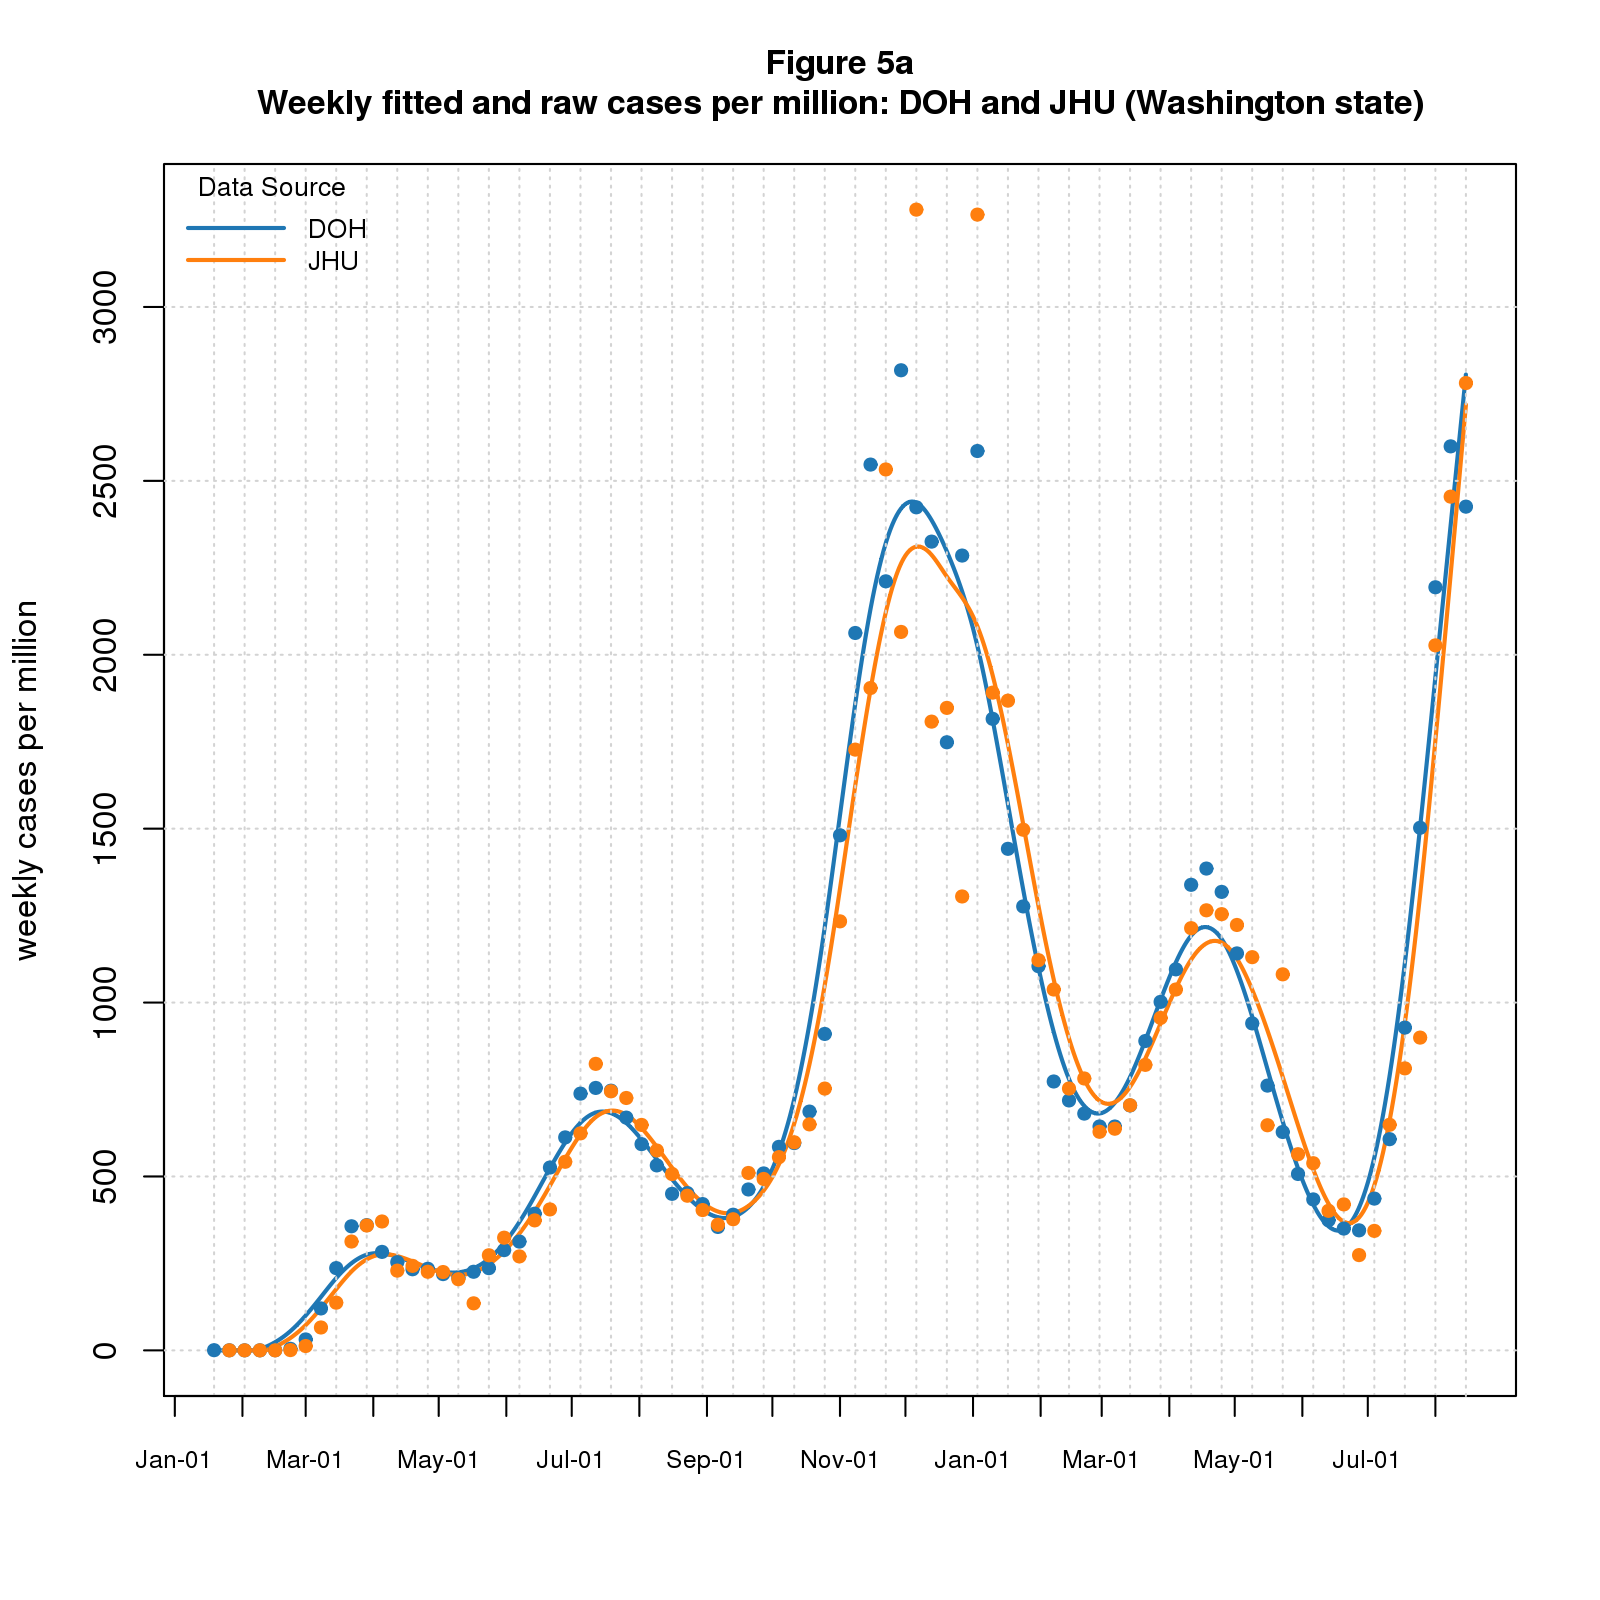 Figure 5a
Weekly fitted and raw cases per million: DOH and JHU (Washington state)
Data Source
DOH
JHU
3000
2500
2000
1500
1000
500
0
weekly cases per million
Jan-01 Mar-01 May-01 Jul-01 Sep-01 Nov-01 Jan-01 Mar-01 May-01 Jul-01